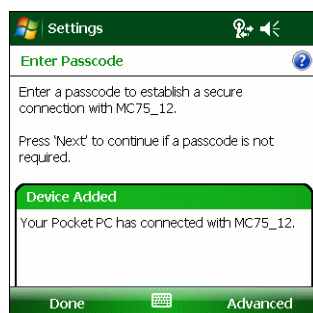 Settings
Enter Passcode
Enter a passcode to establish a secure
connection with MC75_12.
Press 'Next' to continue if a passcode is not
required.
Device Added
Your Pocket PC has connected with MC75_12.
Done Advanced